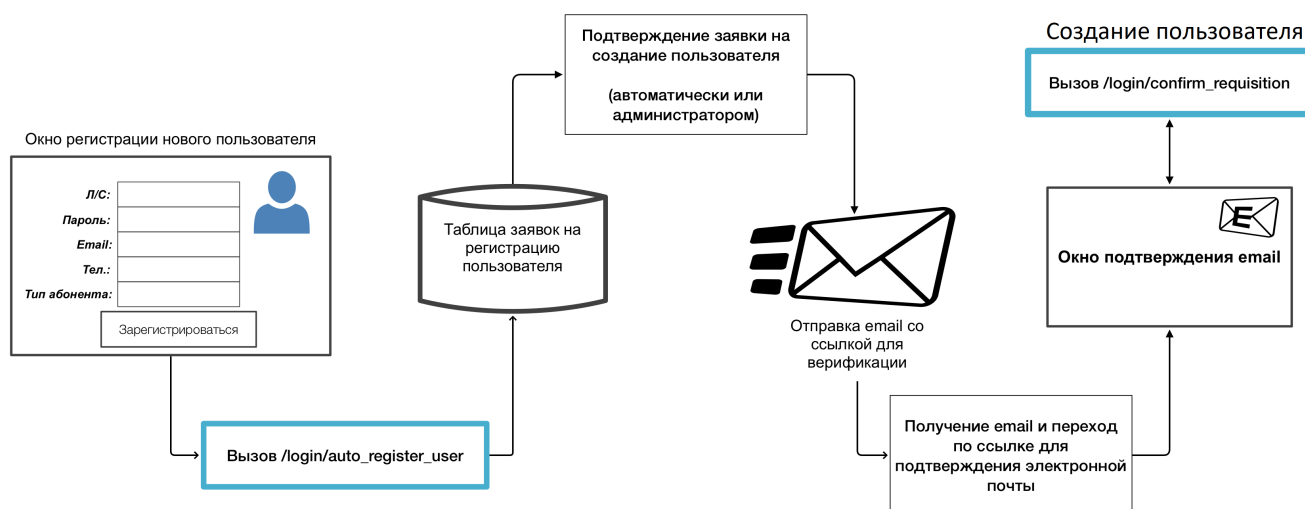 Окно регистрации нового пользователя
Л/С:
Пароль:
Email:
Тел.:
Тип абонента:
Зарегистрироваться
Вызов /login/auto_register_user
Таблица заявок на
регистрацию
пользователя
Подтверждение заявки на
создание пользователя
(автоматически или
администратором)
Отправка email со
ссылкой для
верификации
Получение email и переход
по ссылке для
подтверждения электронной
почты
E
Окно подтверждения email
Создание пользователя
Вызов /login/confirm_requisition